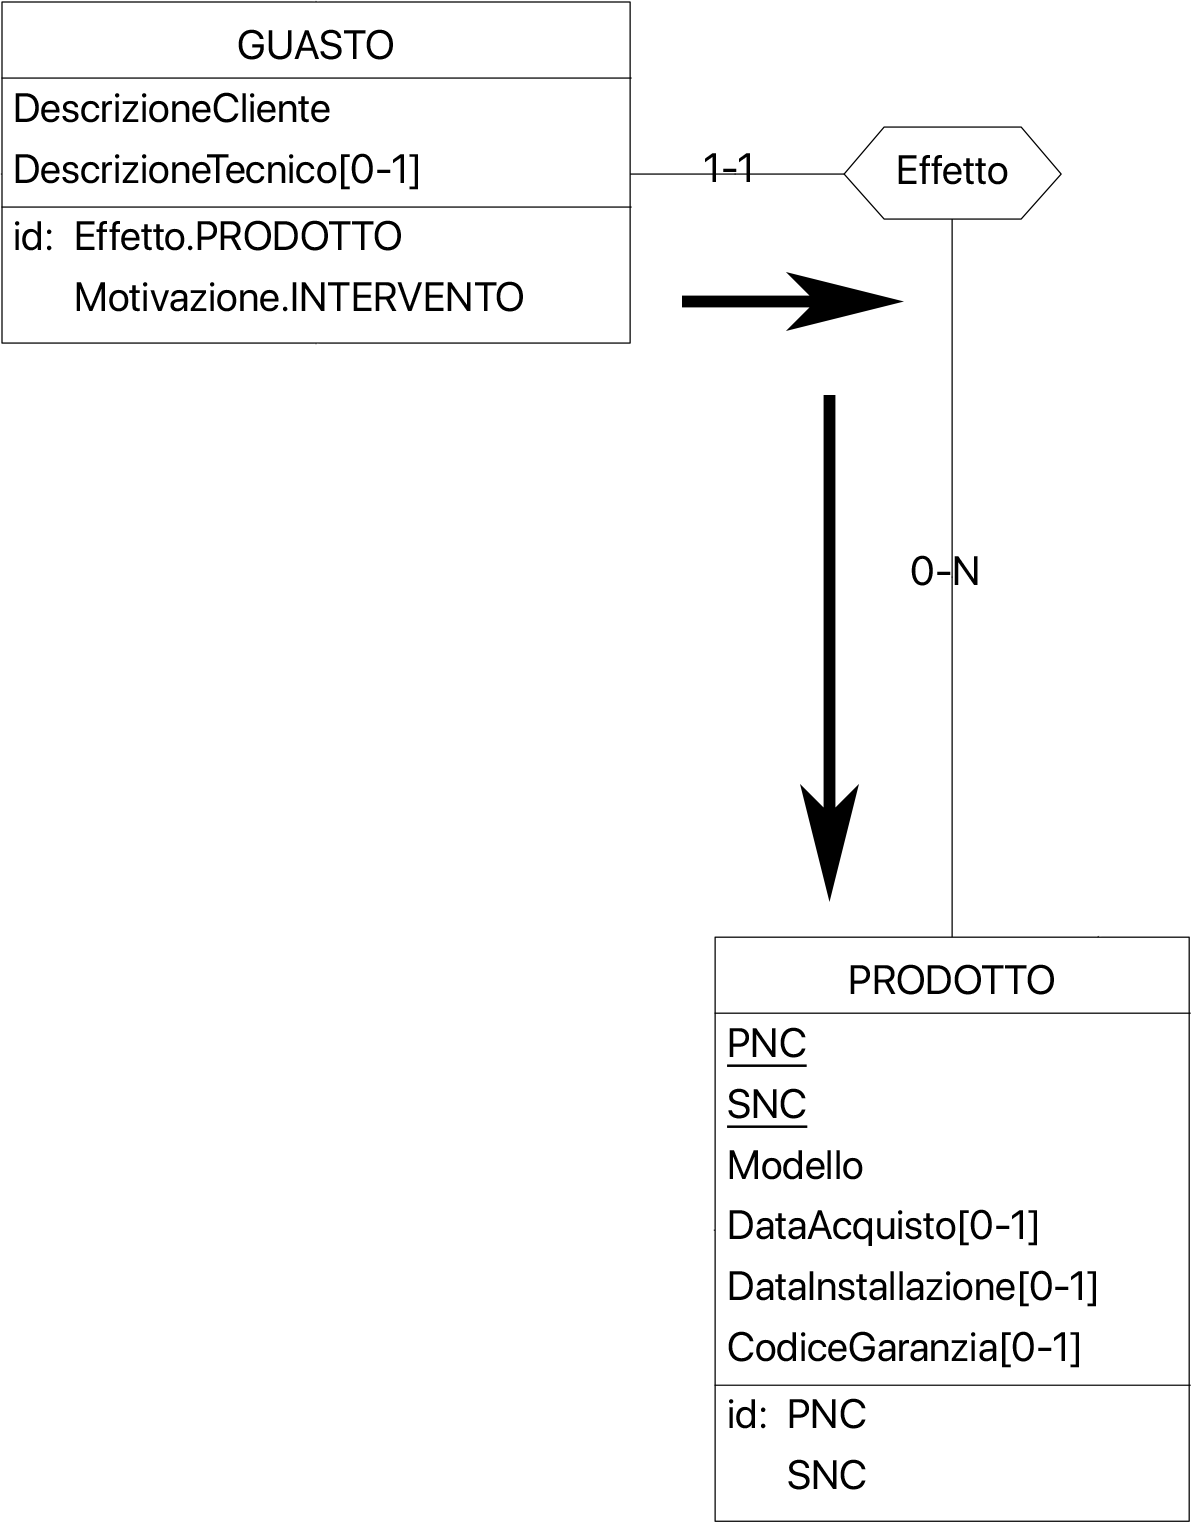 GUASTO
DescrizioneCliente
DescrizioneTecnico[0-1]
id: Effetto.PRODOTTO
Motivazione.INTERVENTO
1-1
Effetto
0-N
PRODOTTO
PNC
SNC
Modello
DataAcquisto[0-1]
DataInstallazione[0-1]
CodiceGaranzia[0-1]
id: PNC
SNC